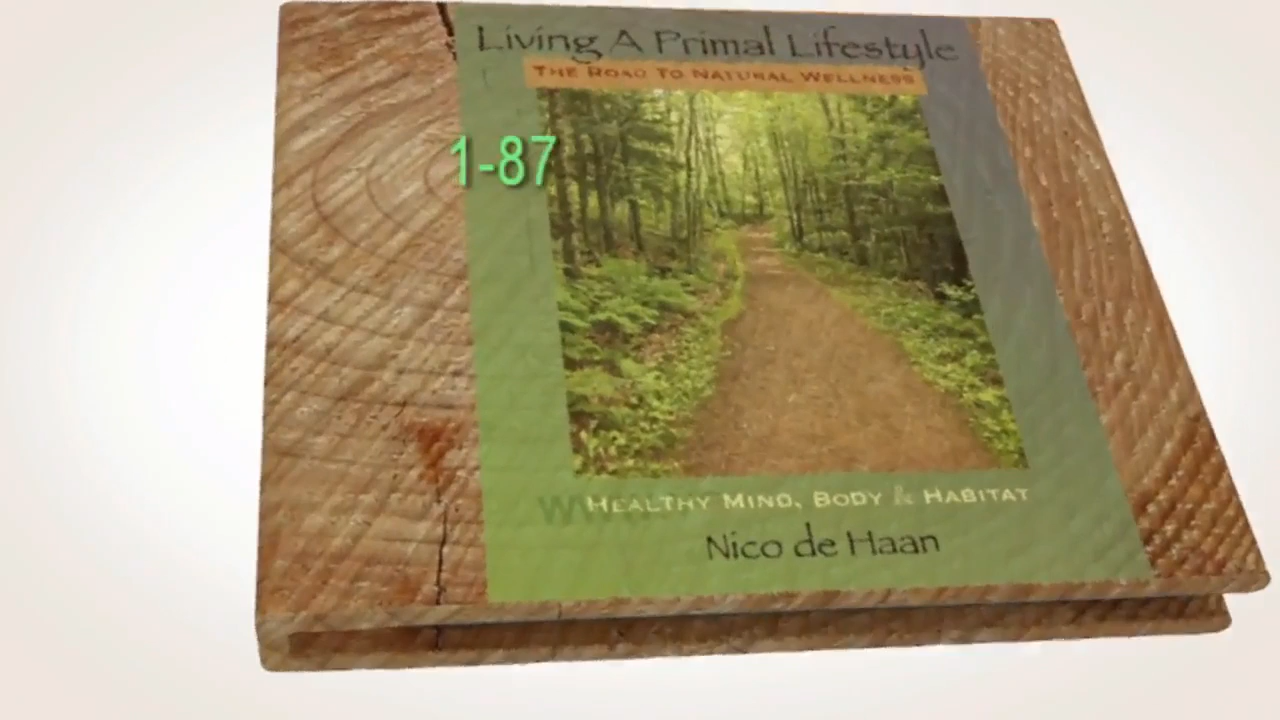 Living A Primal Lifestyle
The Road To Natural Wellness
1-87
Healthy Mind, Body & Habitat
Nico de Haan